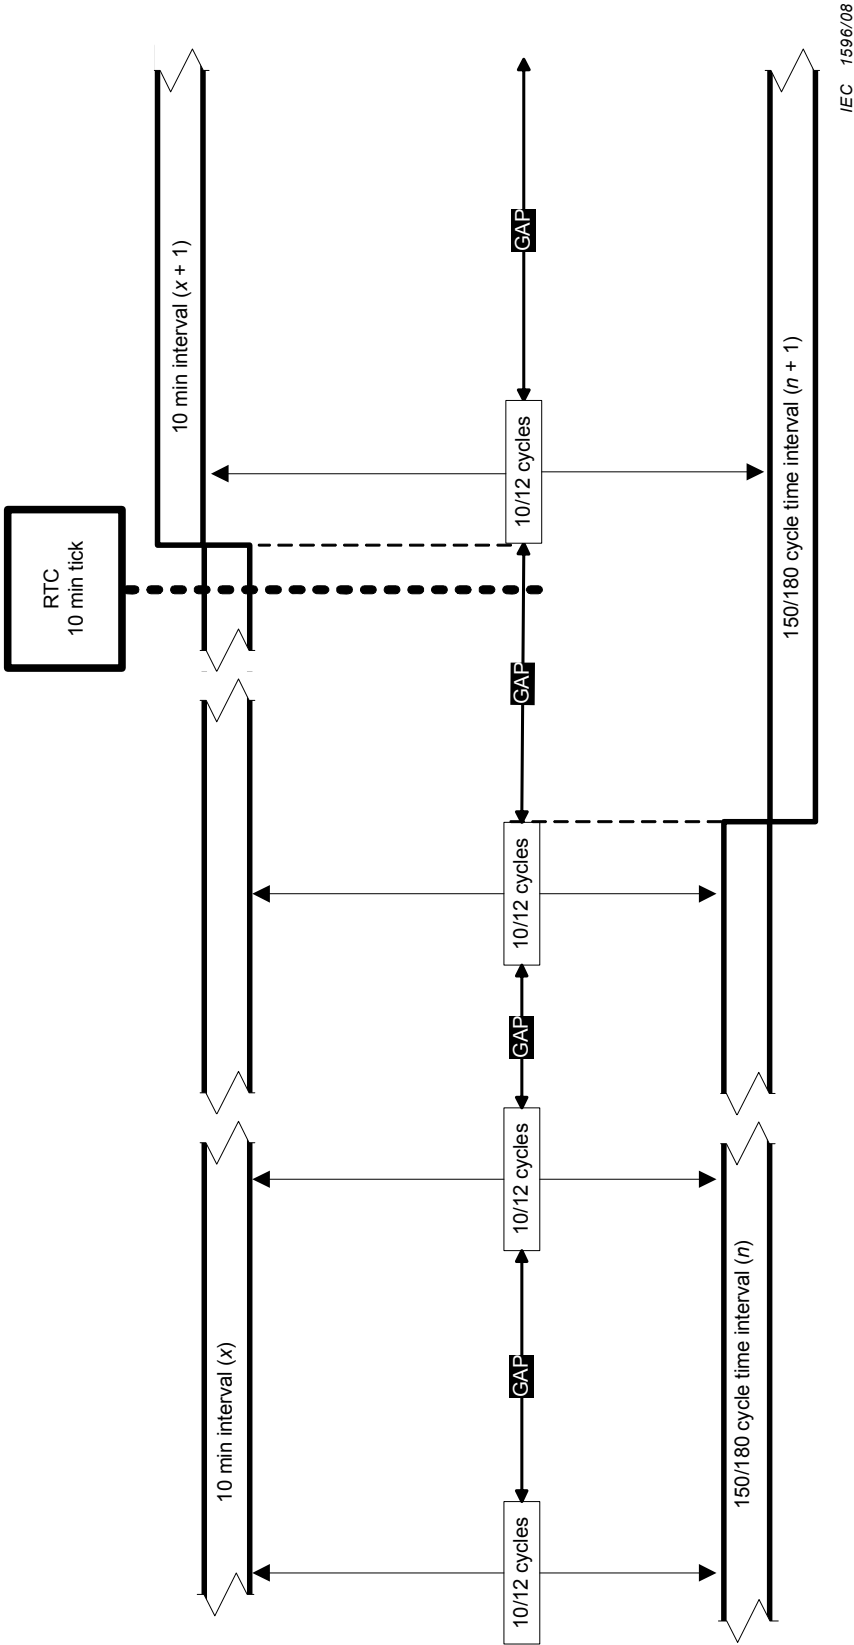 RTC
10 min tick
10 min interval (x)
10 min interval (x + 1)
10/12 cycles
GAP
10/12 cycles
GAP
10/12 cycles
GAP
10/12 cycles
GAP
150/180 cycle time interval (n)
150/180 cycle time interval (n + 1)
IEC 1596/08